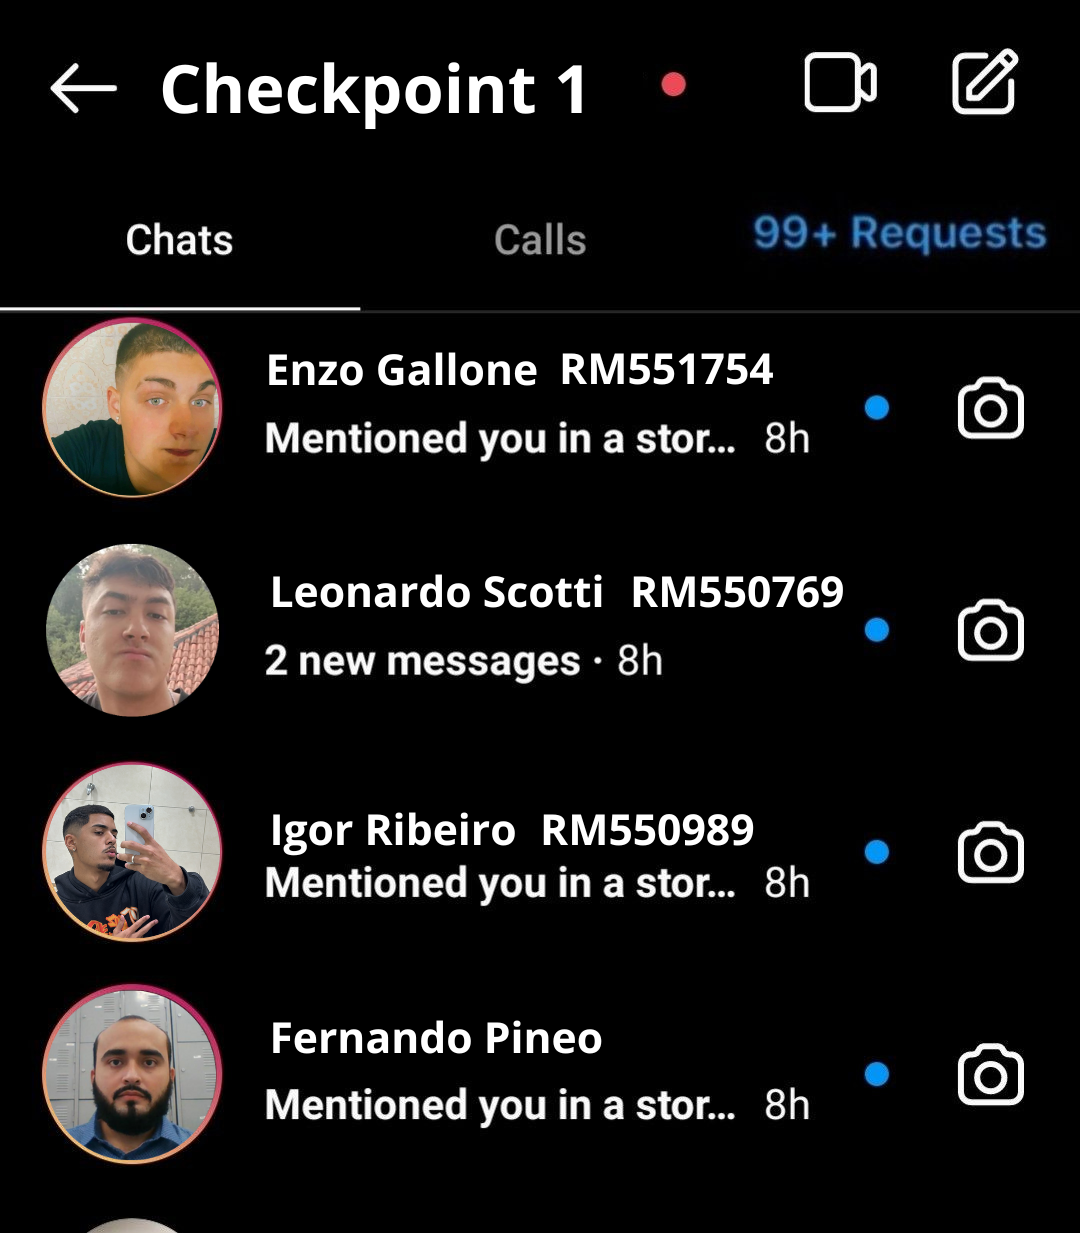 Checkpoint 1
Chats Calls 99+ Requests
Enzo Gallone RM551754
Mentioned you in a stor... 8h
Leonardo Scotti RM550769
2 new messages · 8h
Igor Ribeiro RM550989
Mentioned you in a stor... 8h
Fernando Pineo
Mentioned you in a stor... 8h